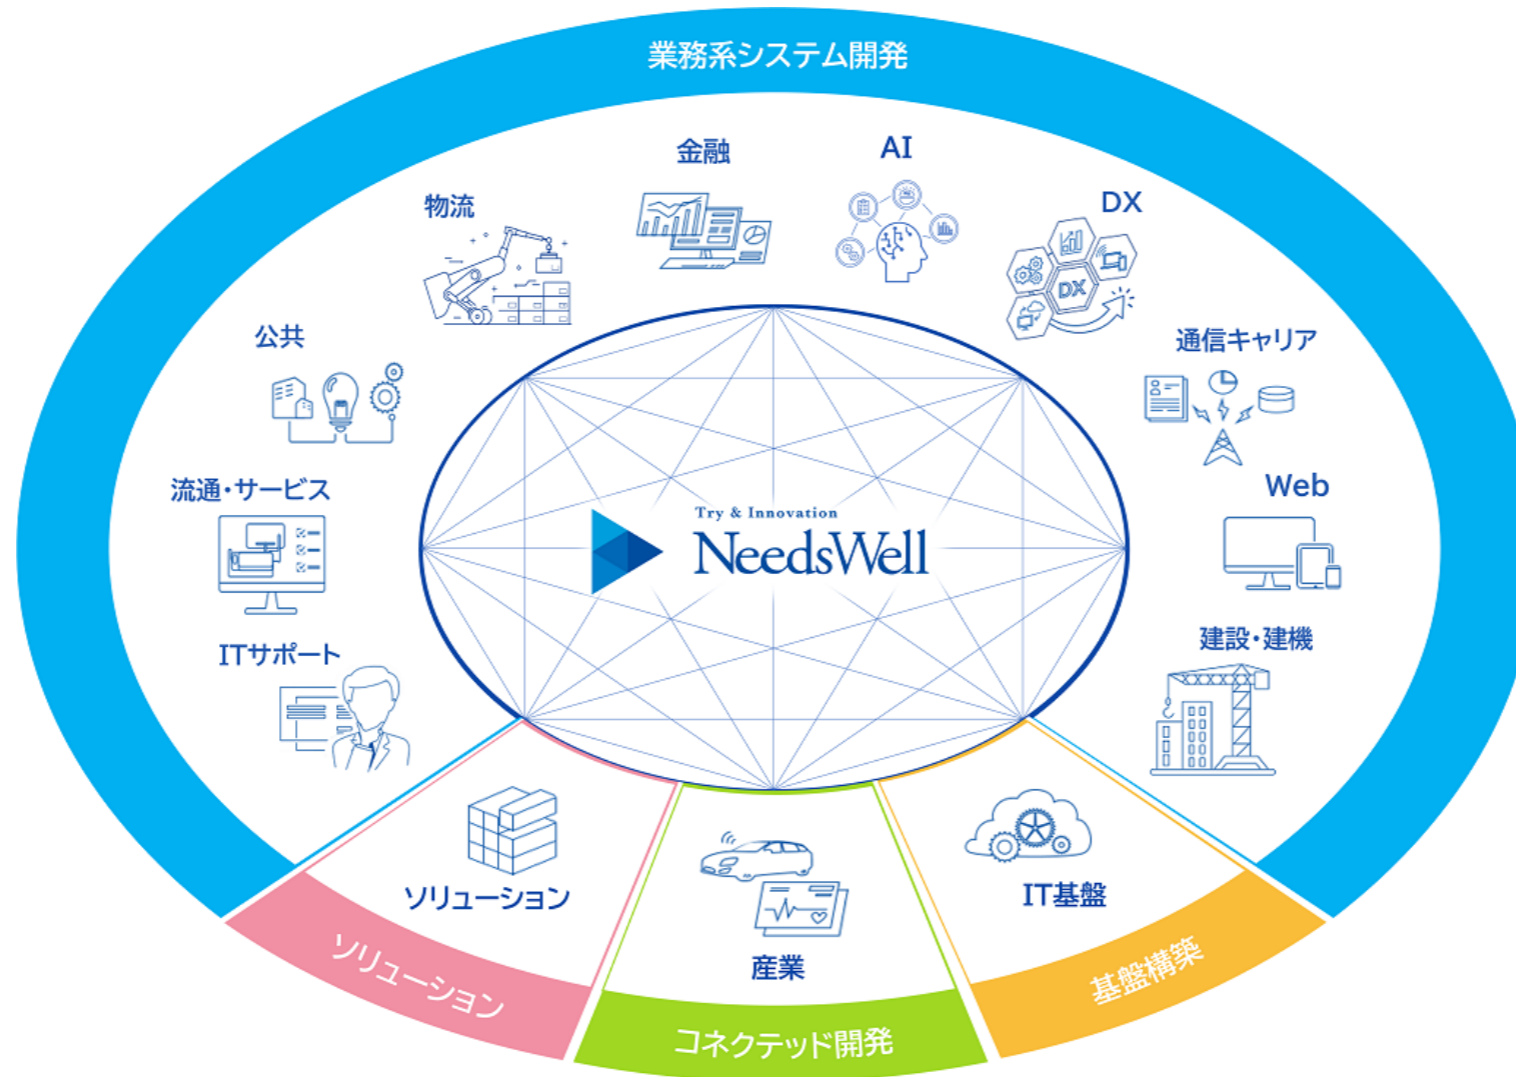 業務系システム開発
金融
AI
物流
DX
公共
通信キャリア
流通・サービス
Web
Try & Innovation
NeedsWell
ITサポート
建設・建機
DX
ソリューション
産業
IT基盤
ソリューション
コネクテッド開発
基盤構築